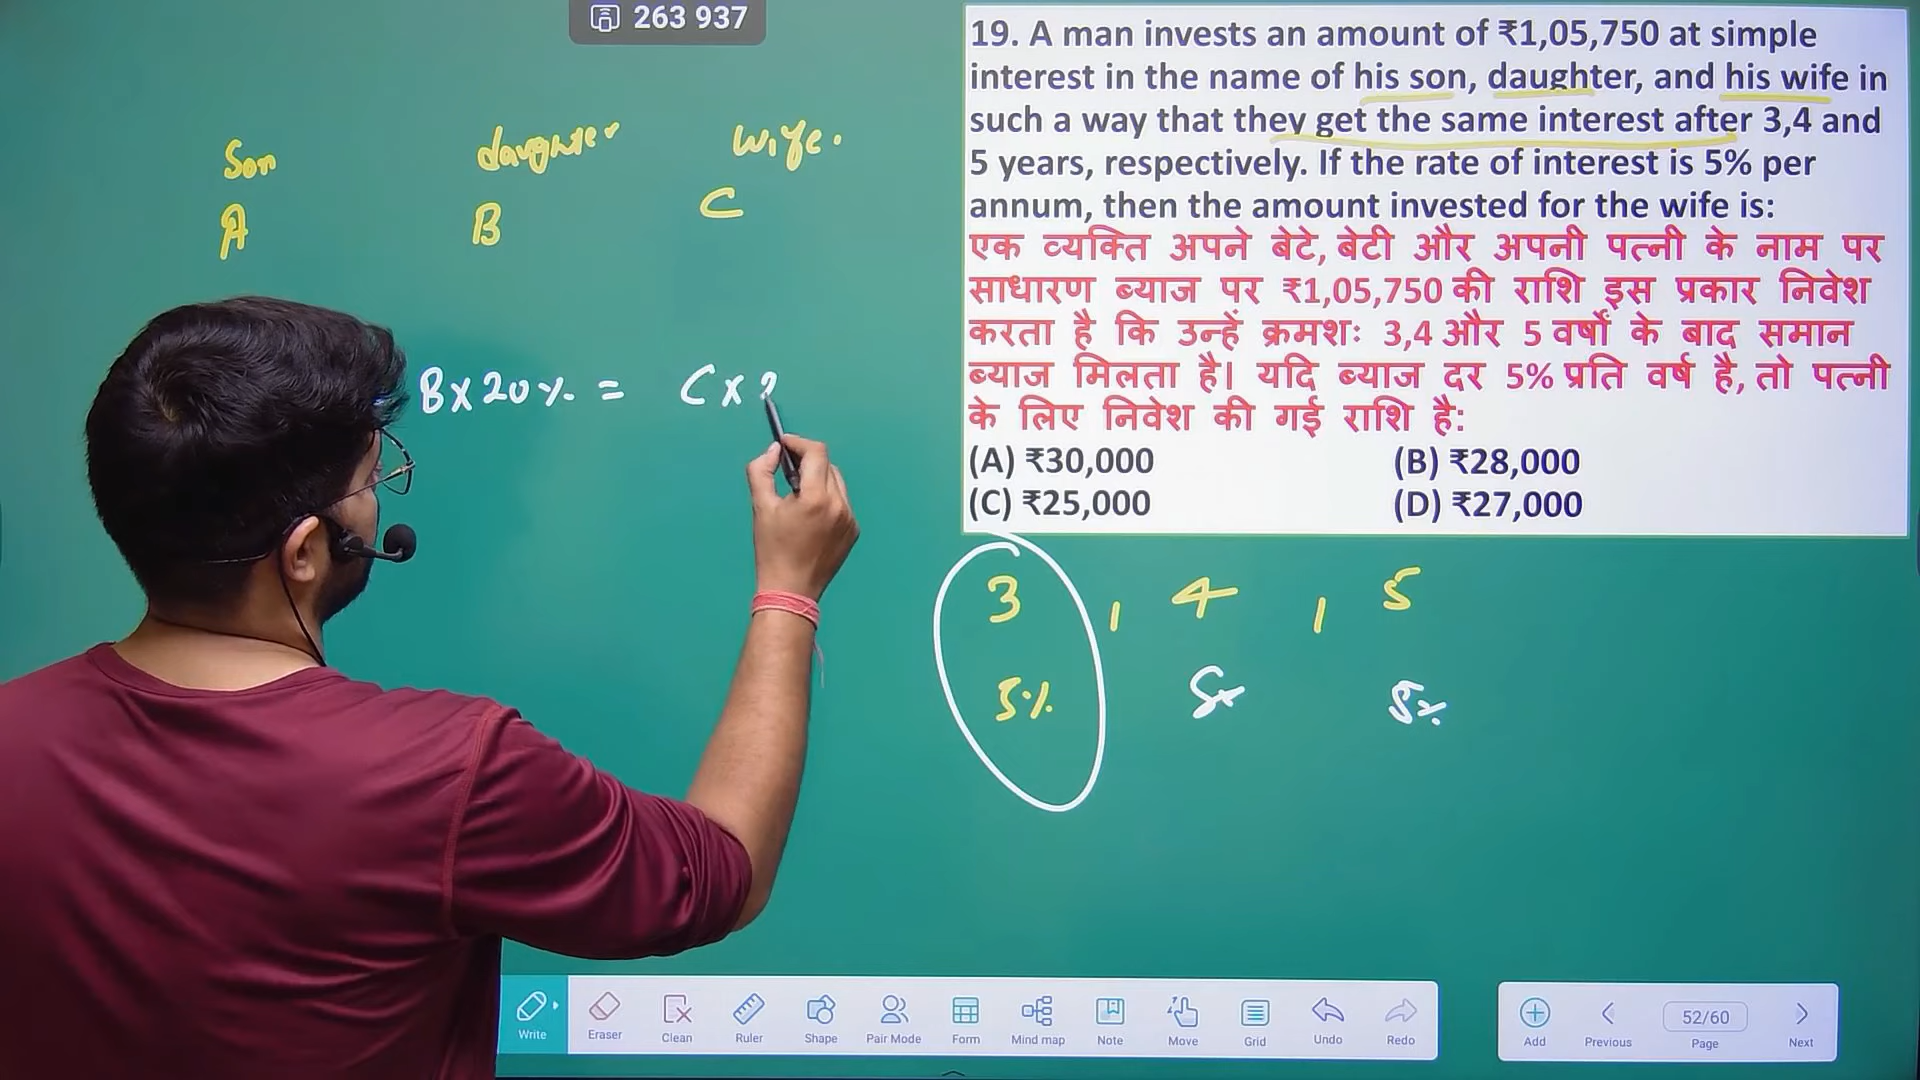 263 937
19. A man invests an amount of ₹1,05,750 at simple
interest in the name of his son, daughter, and his wife in
such a way that they get the same interest after 3,4 and
5 years, respectively. If the rate of interest is 5% per
annum, then the amount invested for the wife is:
एक व्यक्ति अपने बेटे, बेटी और अपनी पत्नी के नाम पर
साधारण ब्याज पर ₹1,05,750 की राशि इस प्रकार निवेश
करता है कि उन्हें क्रमशः 3,4 और 5 वर्षों के बाद समान
ब्याज मिलता है। यदि ब्याज दर 5% प्रति वर्ष है, तो पत्नी
के लिए निवेश की गई राशि है:
(A) ₹30,000 (B) ₹28,000
(C) ₹25,000 (D) ₹27,000
Son daughter wife.
A B C
B×20% = C×2
3 , 4 , 5
5% 5% 5%
Write Eraser Clean Ruler Shape Pair Mode Form Mind map Note Move Grid Undo Redo
52/60
Add Previous Page Next